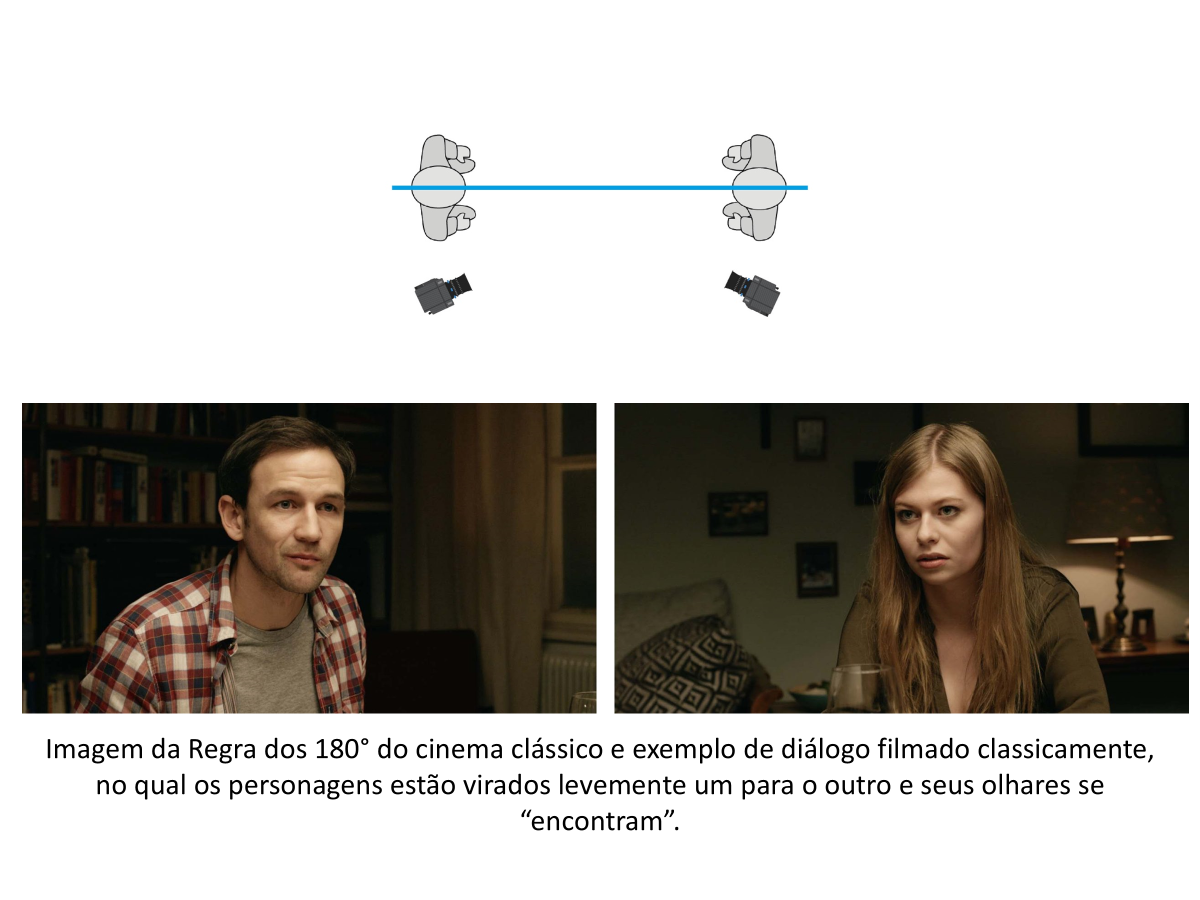 Imagem da Regra dos 180° do cinema clássico e exemplo de diálogo filmado classicamente,
no qual os personagens estão virados levemente um para o outro e seus olhares se
“encontram”.